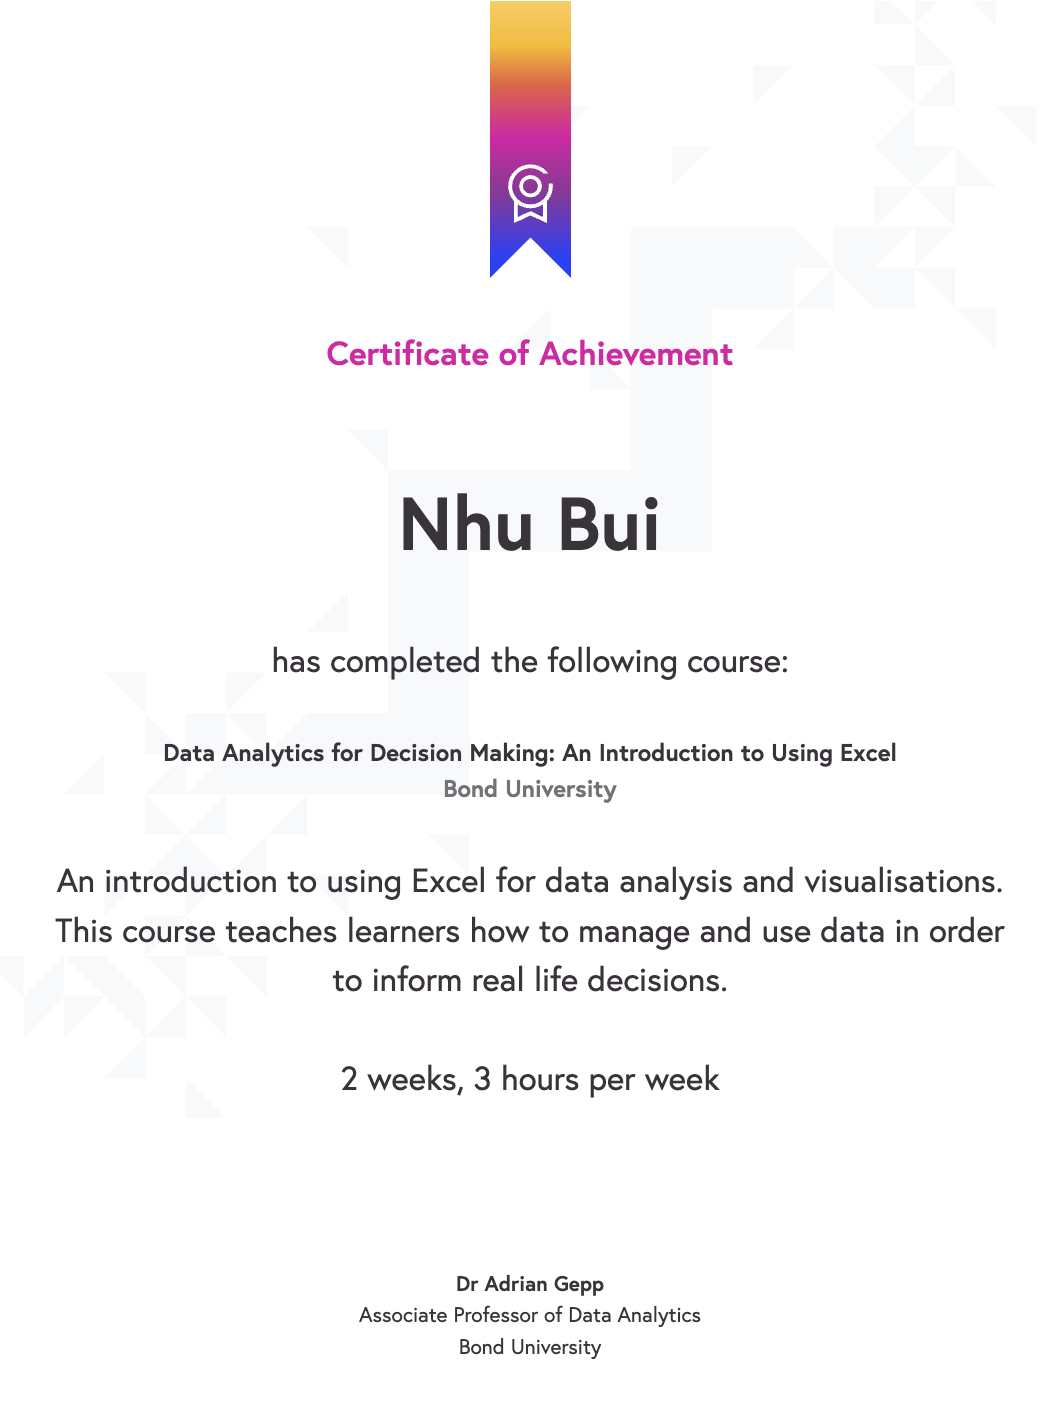 Certificate of Achievement
Nhu Bui
has completed the following course:
Data Analytics for Decision Making: An Introduction to Using Excel
Bond University
An introduction to using Excel for data analysis and visualisations.
This course teaches learners how to manage and use data in order
to inform real life decisions.
2 weeks, 3 hours per week
Dr Adrian Gepp
Associate Professor of Data Analytics
Bond University